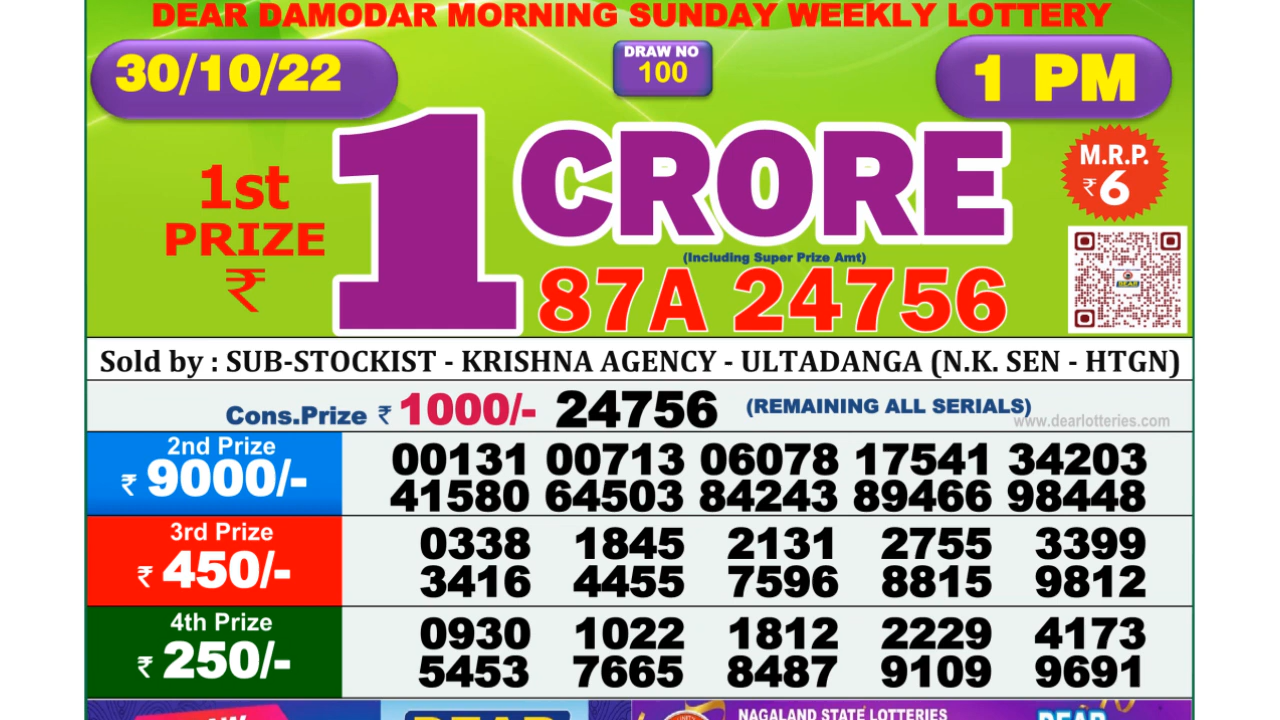 DEAR DAMODAR MORNING SUNDAY WEEKLY LOTTERY
30/10/22
DRAW NO
100
1 PM
1st
PRIZE
₹
1 CRORE
(Including Super Prize Amt)
87A 24756
M.R.P.
₹ 6
Sold by : SUB-STOCKIST - KRISHNA AGENCY - ULTADANGA (N.K. SEN - HTGN)
Cons.Prize ₹ 1000/- 24756 (REMAINING ALL SERIALS)
www.dearlotteries.com
2nd Prize
₹ 9000/-
00131 00713 06078 17541 34203
41580 64503 84243 89466 98448
3rd Prize
₹ 450/-
0338 1845 2131 2755 3399
3416 4455 7596 8815 9812
4th Prize
₹ 250/-
0930 1022 1812 2229 4173
5453 7665 8487 9109 9691
NAGALAND STATE LOTTERIES
DEAR